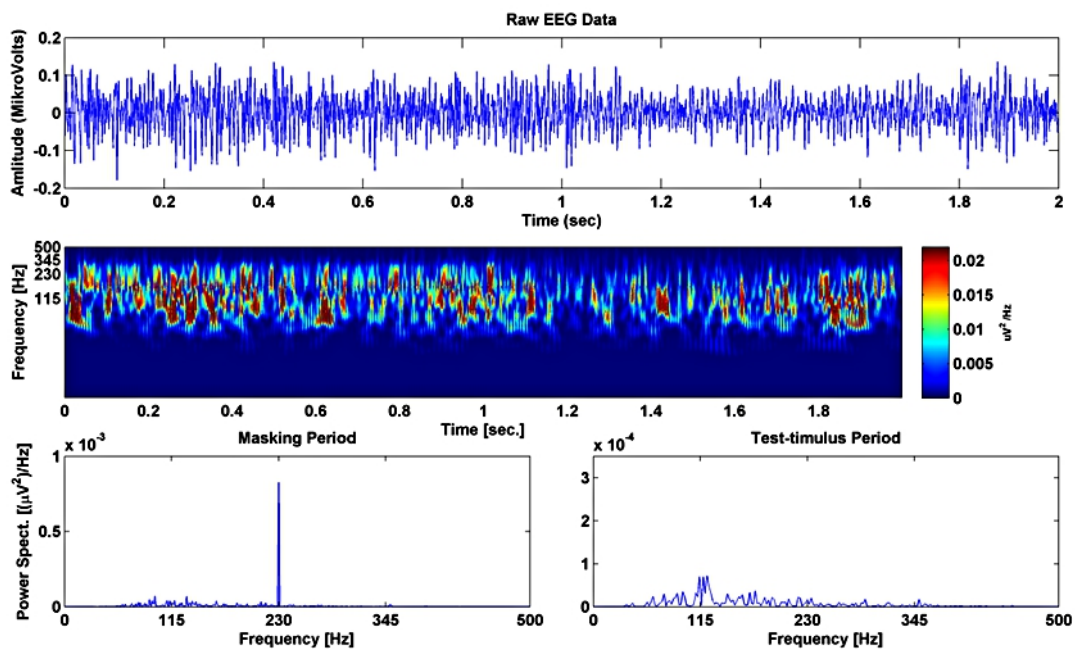 Raw EEG Data
Amlitude (MikroVolts)
0.2
0.1
0
-0.1
-0.2
0 0.2 0.4 0.6 0.8 1 1.2 1.4 1.6 1.8 2
Time (sec)
Frequency [Hz]
500
345
230
115
0 0.2 0.4 0.6 0.8 1 1.2 1.4 1.6 1.8
Time [sec.]
0.02
0.015
0.01
0.005
0
uV² /Hz
Masking Period
x 10⁻³
Power Spect. [(μV²)/Hz]
1
0.5
0
0 115 230 345 500
Frequency [Hz]
Test-timulus Period
x 10⁻⁴
3
2
1
0
0 115 230 345 500
Frequency [Hz]